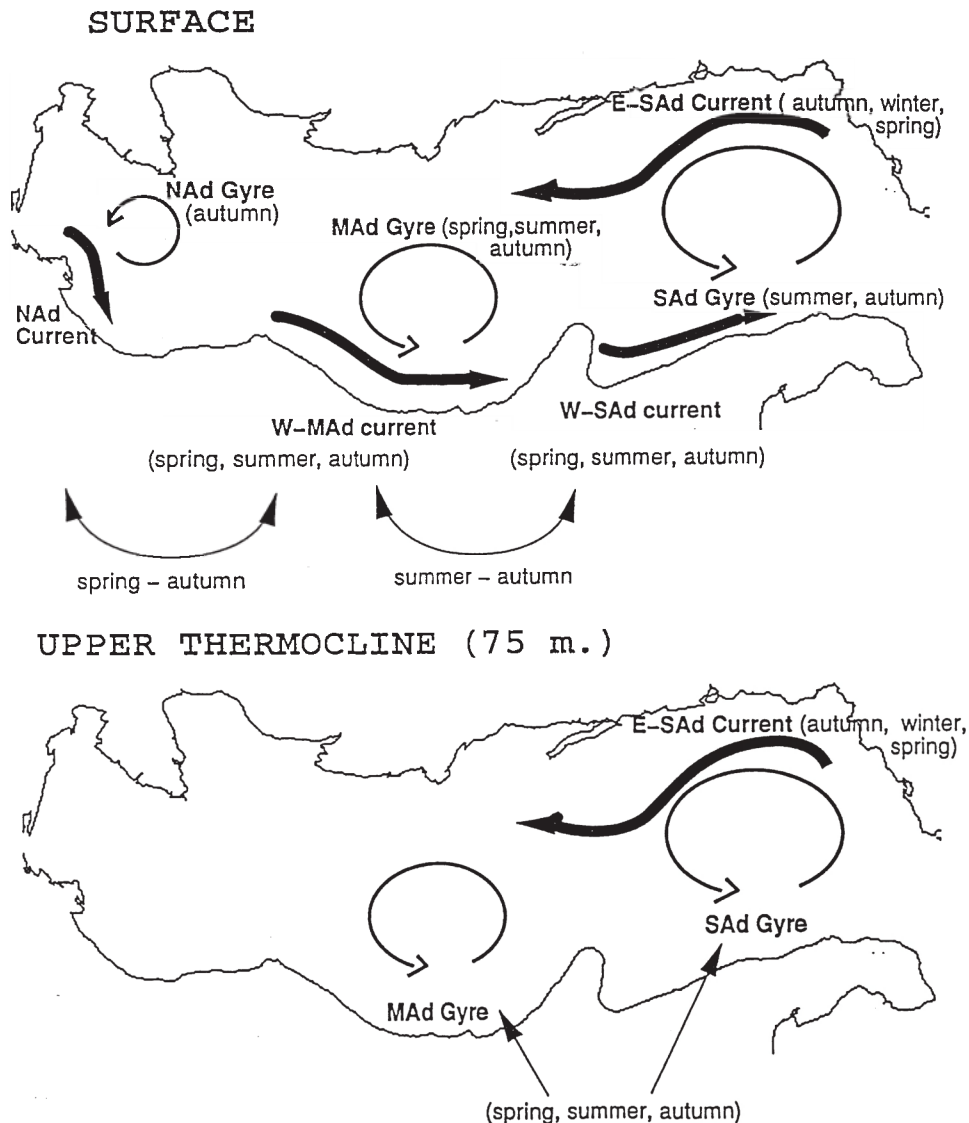 SURFACE
E–SAd Current ( autumn, winter,
spring)
NAd Gyre
(autumn)
MAd Gyre (spring,summer,
autumn)
SAd Gyre (summer, autumn)
NAd
Current
W–MAd current
(spring, summer, autumn)
W–SAd current
(spring, summer, autumn)
spring – autumn
summer – autumn
UPPER THERMOCLINE (75 m.)
E–SAd Current (autumn, winter,
spring)
SAd Gyre
MAd Gyre
(spring, summer, autumn)